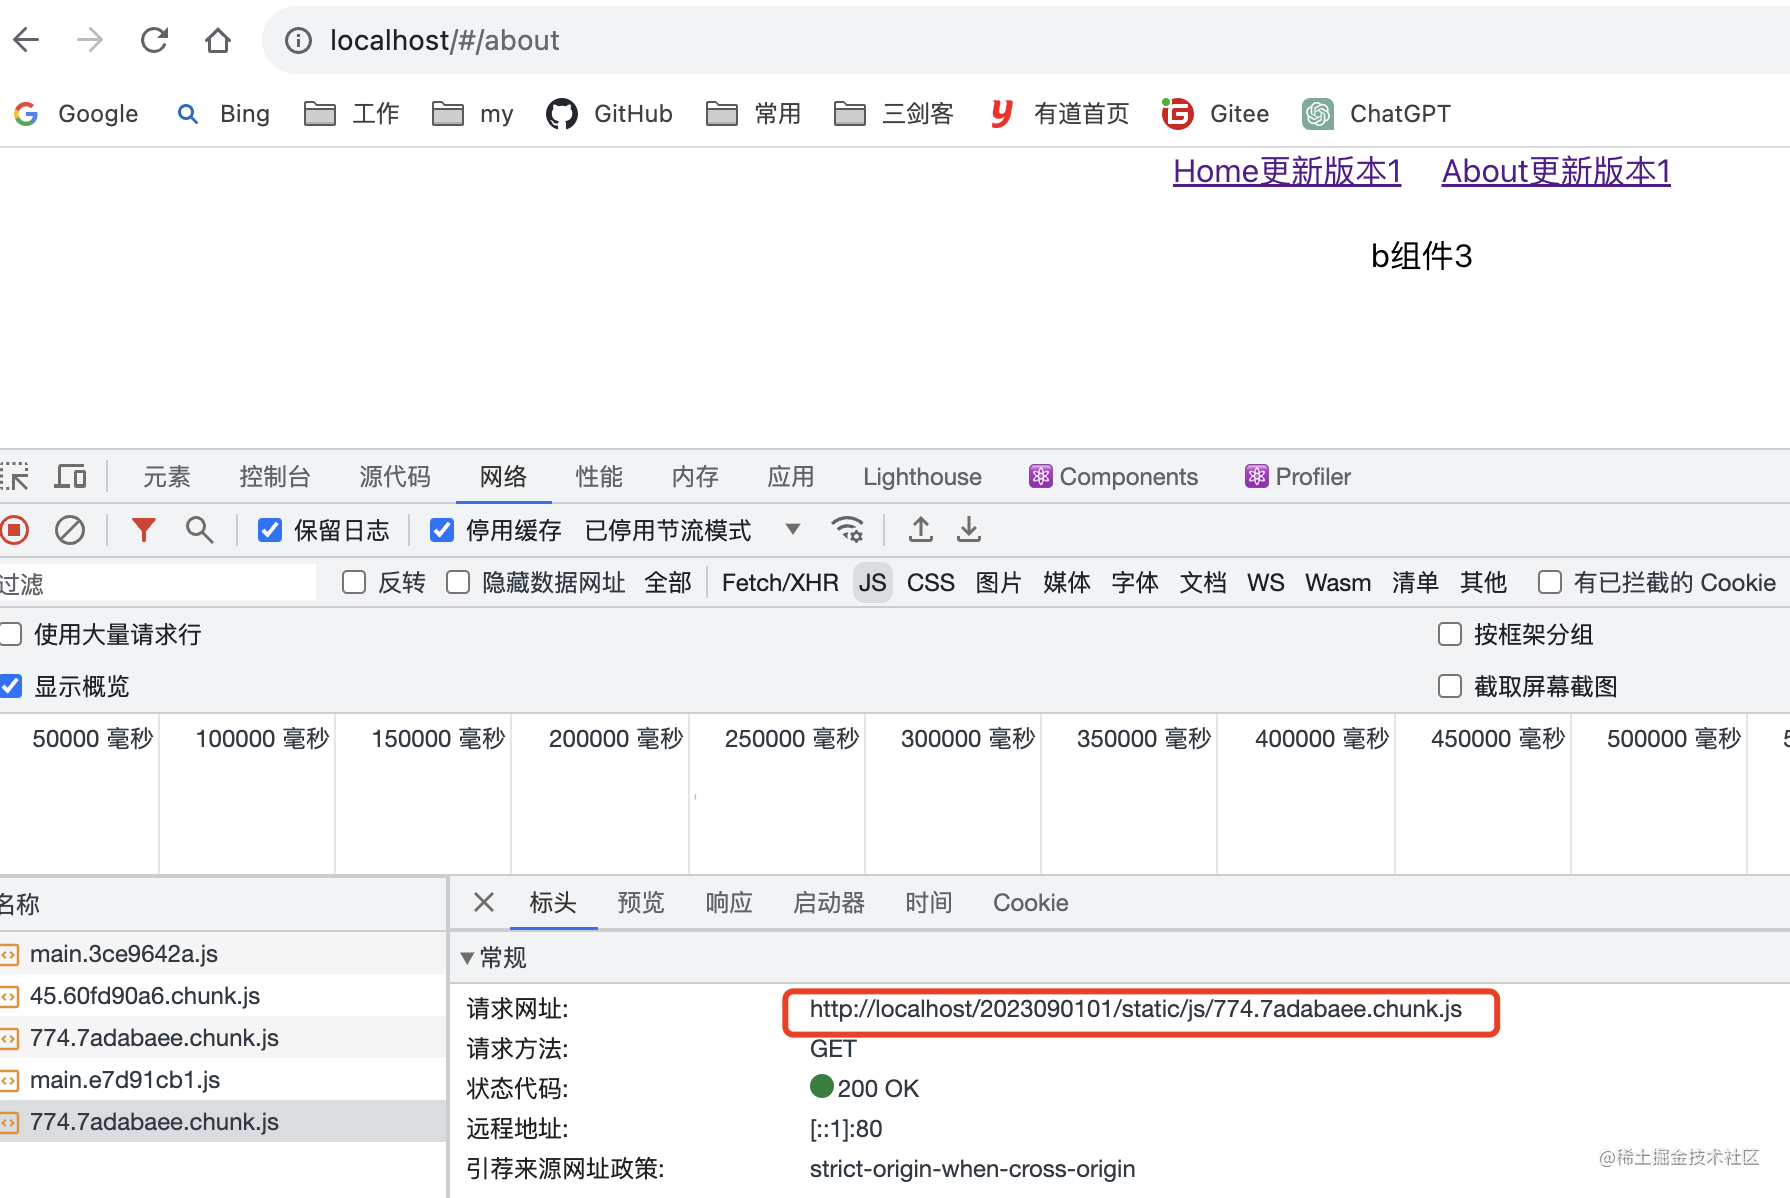 localhost/#/about
Google Bing 工作 my GitHub 常用 三剑客 有道首页 Gitee ChatGPT
Home更新版本1 About更新版本1
b组件3
元素 控制台 源代码 网络 性能 内存 应用 Lighthouse Components Profiler
保留日志 停用缓存 已停用节流模式
过滤 反转 隐藏数据网址 全部 Fetch/XHR JS CSS 图片 媒体 字体 文档 WS Wasm 清单 其他 有已拦截的 Cookie
使用大量请求行 按框架分组
显示概览 截取屏幕截图
50000 毫秒 100000 毫秒 150000 毫秒 200000 毫秒 250000 毫秒 300000 毫秒 350000 毫秒 400000 毫秒 450000 毫秒 500000 毫秒
名称
main.3ce9642a.js
45.60fd90a6.chunk.js
774.7adabaee.chunk.js
main.e7d91cb1.js
774.7adabaee.chunk.js
标头 预览 响应 启动器 时间 Cookie
常规
请求网址: http://localhost/2023090101/static/js/774.7adabaee.chunk.js
请求方法: GET
状态代码: 200 OK
远程地址: [::1]:80
引荐来源网址政策: strict-origin-when-cross-origin
@稀土掘金技术社区